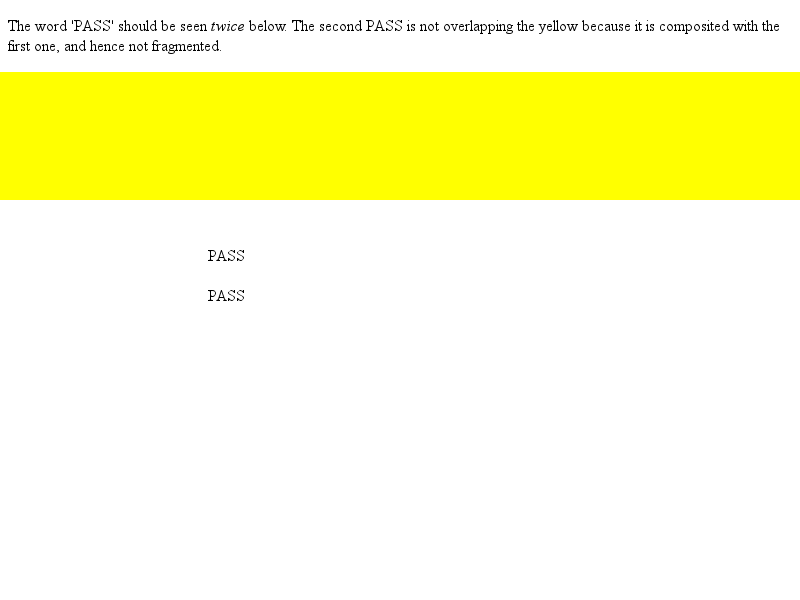 The word 'PASS' should be seen twice below. The second PASS is not overlapping the yellow because it is composited with the
first one, and hence not fragmented.
PASS
PASS